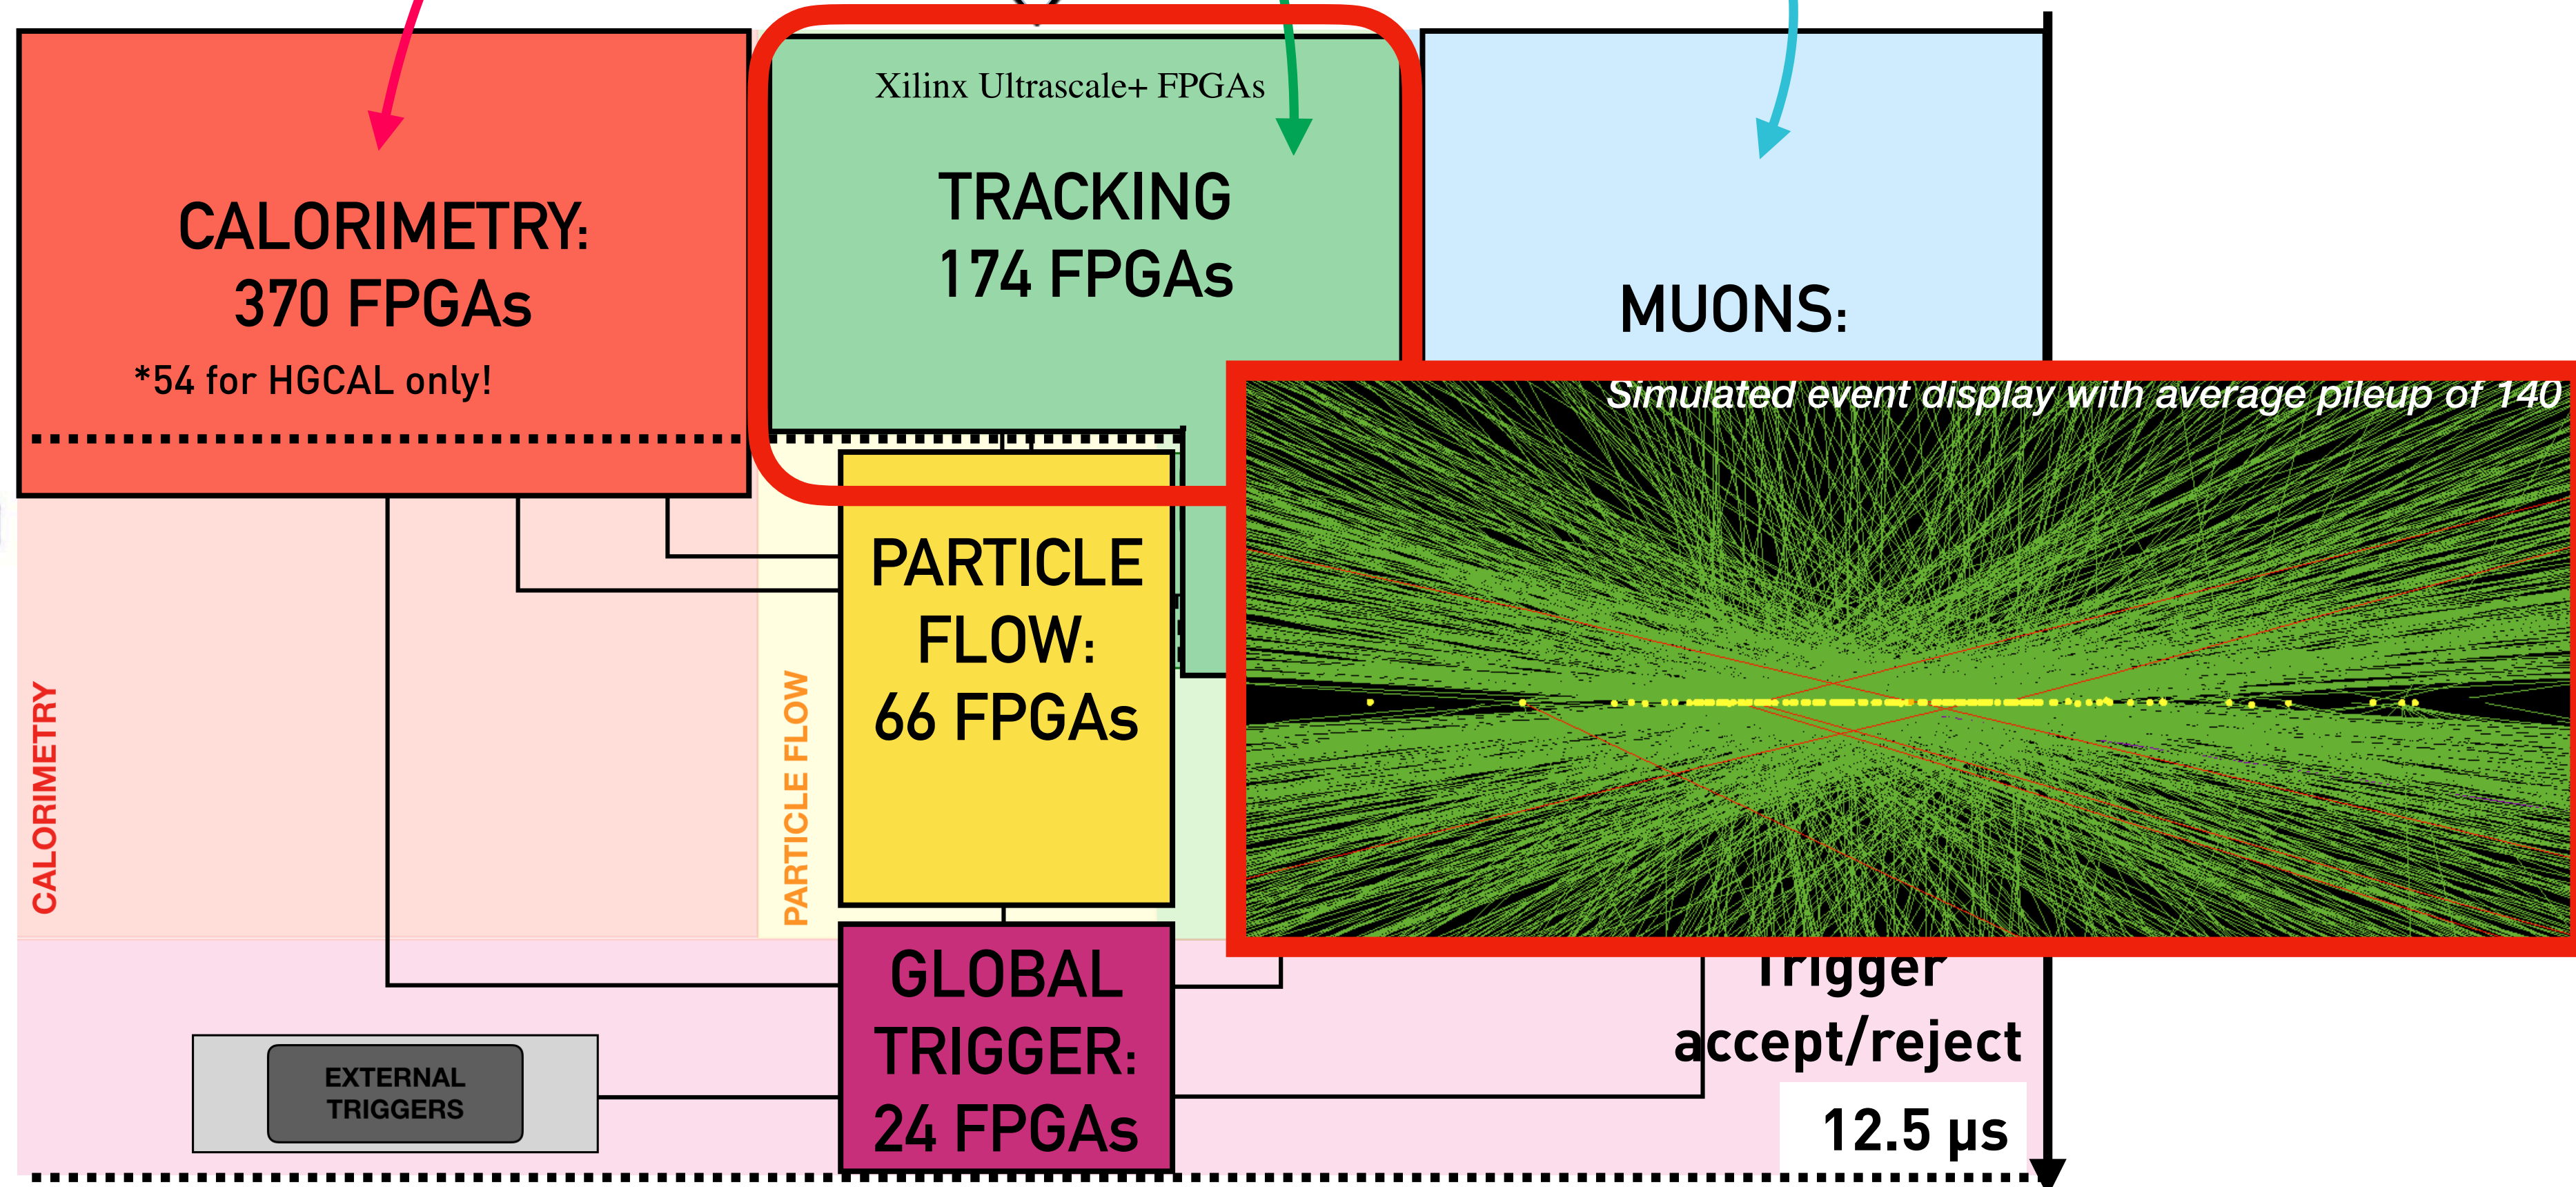 Xilinx Ultrascale+ FPGAs
CALORIMETRY:
370 FPGAs
*54 for HGCAL only!
TRACKING
174 FPGAs
MUONS:
Simulated event display with average pileup of 140
PARTICLE
FLOW:
66 FPGAs
CALORIMETRY
PARTICLE FLOW
GLOBAL
TRIGGER:
24 FPGAs
EXTERNAL
TRIGGERS
Trigger
accept/reject
12.5 µs